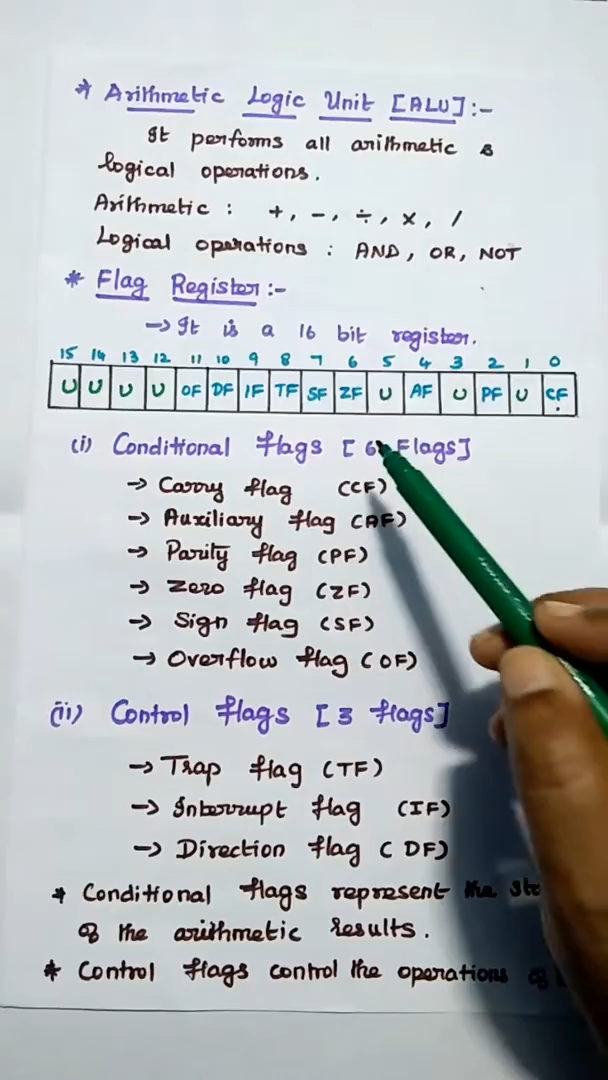 * Arithmetic Logic Unit [ALU]:-
It performs all arithmetic &
logical operations.
Arithmetic : +, -, ÷, ×, /
Logical operations : AND, OR, NOT
* Flag Register:-
→ It is a 16 bit register.
15 14 13 12 11 10 9 8 7 6 5 4 3 2 1 0
U U U U OF DF IF TF SF ZF U AF U PF U CF
(i) Conditional flags [6 Flags]
→ Carry flag (CF)
→ Auxiliary flag (AF)
→ Parity flag (PF)
→ Zero flag (ZF)
→ Sign flag (SF)
→ Overflow flag (OF)
(ii) Control flags [3 flags]
→ Trap flag (TF)
→ Interrupt flag (IF)
→ Direction flag (DF)
* Conditional flags represent the
of the arithmetic results.
* Control flags control the operations